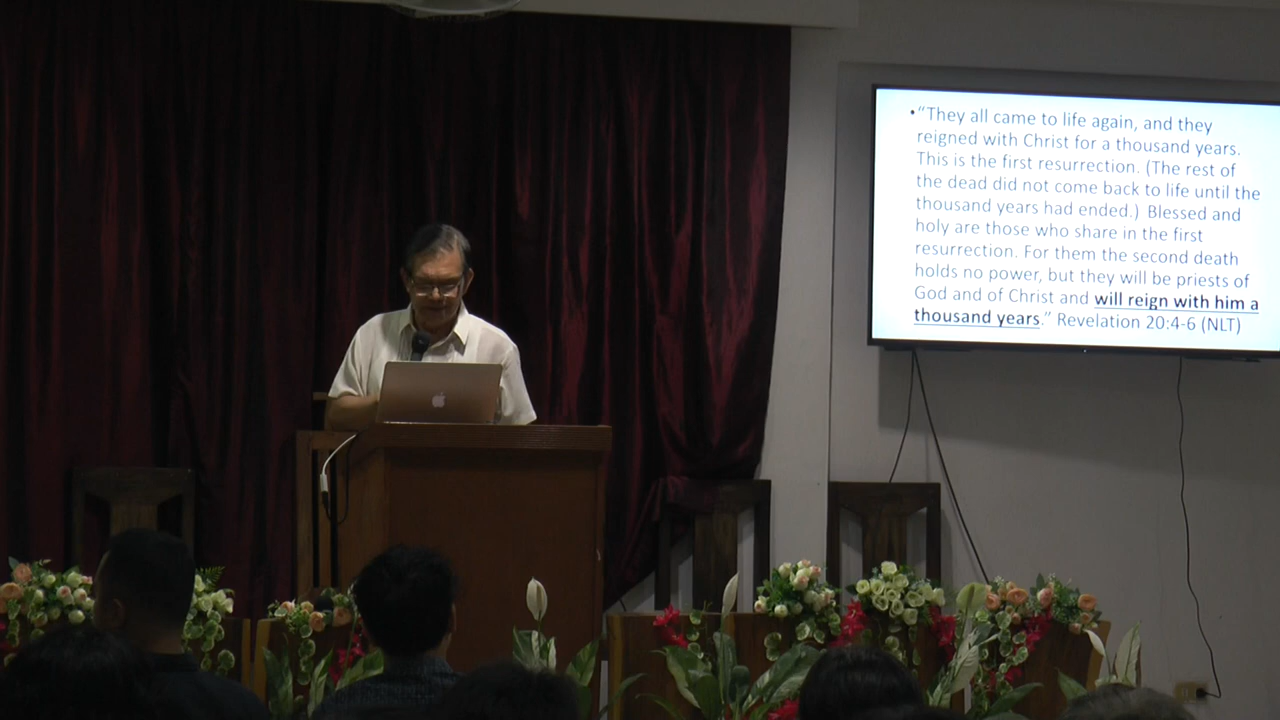 •“They all came to life again, and they
reigned with Christ for a thousand years.
This is the first resurrection. (The rest of
the dead did not come back to life until the
thousand years had ended.) Blessed and
holy are those who share in the first
resurrection. For them the second death
holds no power, but they will be priests of
God and of Christ and will reign with him a
thousand years.” Revelation 20:4-6 (NLT)